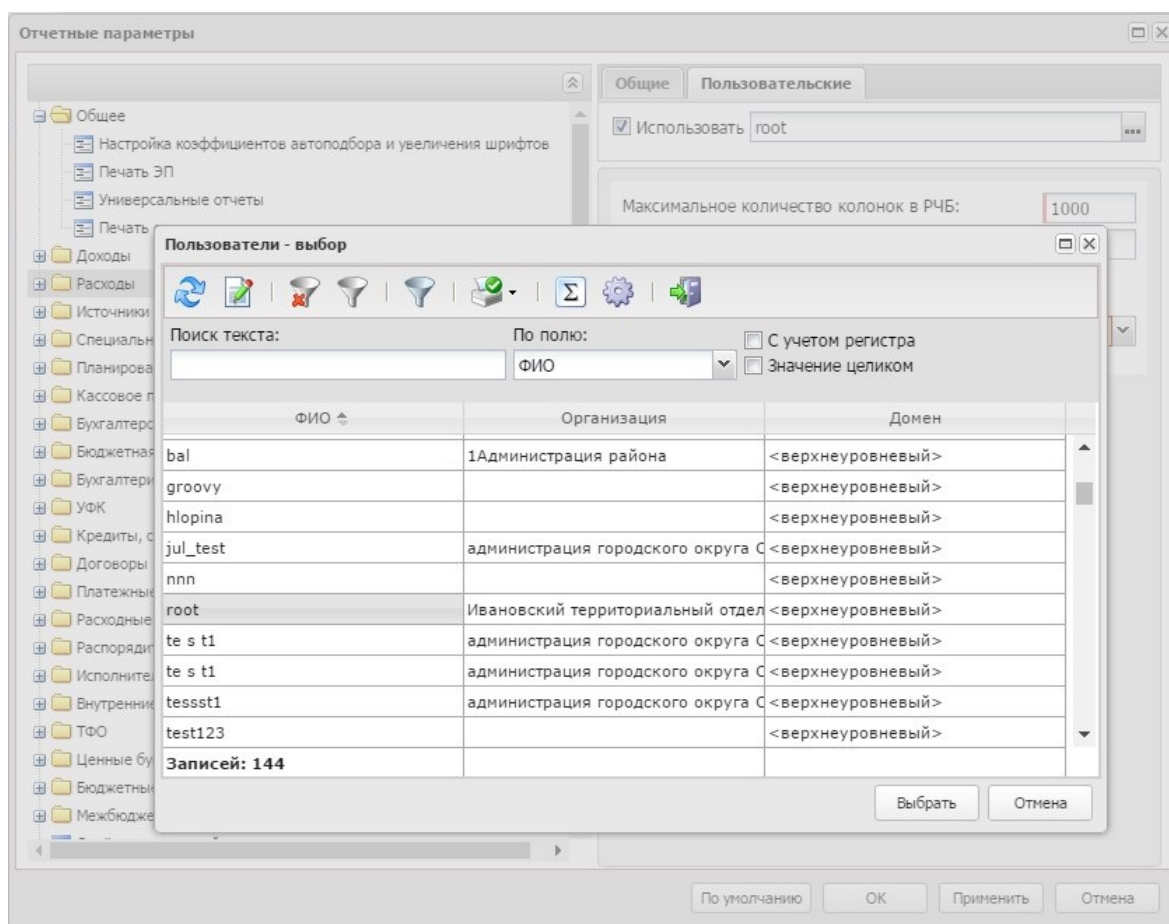 Отчетные параметры
Общие
Пользовательские
Общее
Настройка коэффициентов автоподбора и увеличения шрифтов
Печать ЭП
Универсальные отчеты
Печать
Использовать root
...
Максимальное количество колонок в РЧБ: 1000
Доходы
Расходы
Источники
Специальн
Планирова
Кассовое п
Бухгалтерс
Бюджетная
Бухгалтери
УФК
Кредиты, с
Договоры
Платежные
Расходные
Распоряди
Исполнител
Внутренние
ТФО
Ценные бу
Бюджетны
Межбюдже
Пользователи - выбор
Поиск текста:
По полю:
ФИО
С учетом регистра
Значение целиком
ФИО Организация Домен
bal 1Администрация района <верхнеуровневый>
groovy <верхнеуровневый>
hlopina <верхнеуровневый>
jul_test администрация городского округа С <верхнеуровневый>
nnn <верхнеуровневый>
root Ивановский территориальный отдел <верхнеуровневый>
te s t1 администрация городского округа С <верхнеуровневый>
te s t1 администрация городского округа С <верхнеуровневый>
tessst1 администрация городского округа С <верхнеуровневый>
test123 <верхнеуровневый>
Записей: 144
Выбрать
Отмена
По умолчанию
OK
Применить
Отмена